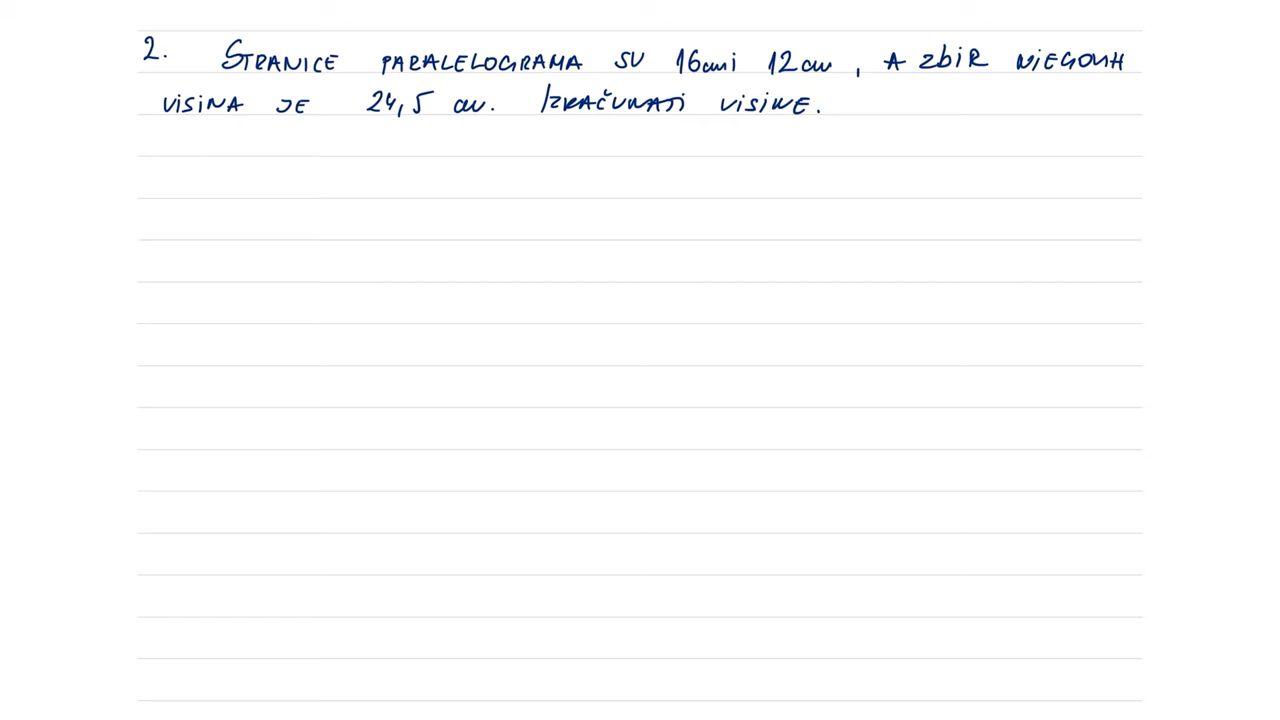 2. STRANICE PARALELOGRAMA SU 16cm i 12cm, A ZBIR NJEGOVIH
VISINA JE 24,5 cm. IZRAČUNATI VISINE.